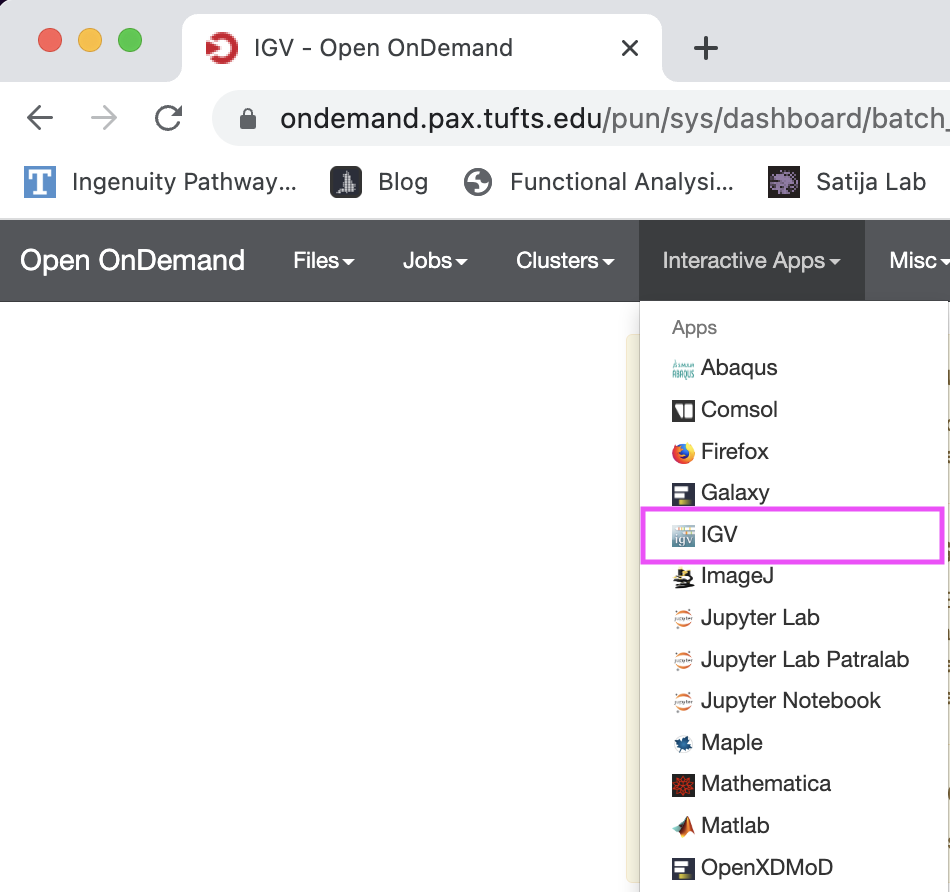 IGV - Open OnDemand
ondemand.pax.tufts.edu/pun/sys/dashboard/batch_
Ingenuity Pathway... Blog Functional Analysi... Satija Lab
Open OnDemand Files Jobs Clusters Interactive Apps Misc
Apps
Abaqus
Comsol
Firefox
Galaxy
igv IGV
ImageJ
Jupyter Lab
Jupyter Lab Patralab
Jupyter Notebook
Maple
Mathematica
Matlab
OpenXDMoD